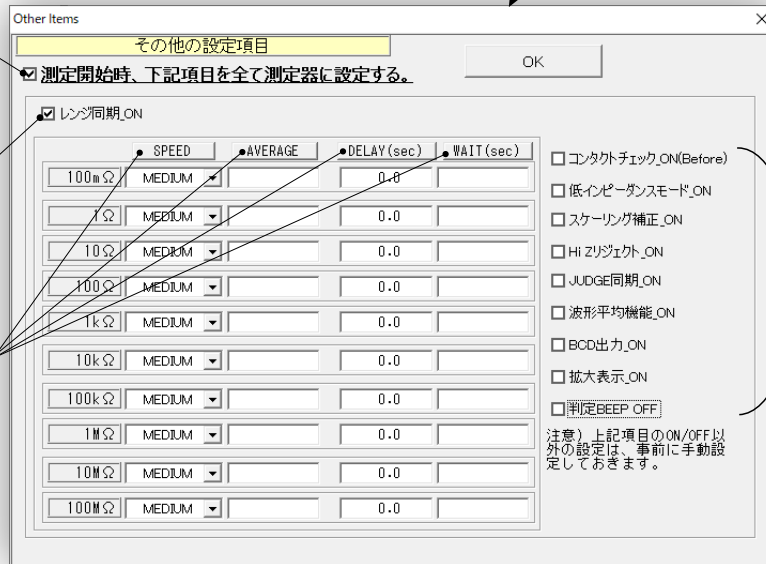 Other Items
その他の設定項目
OK
測定開始時、下記項目を全て測定器に設定する。
レンジ同期_ON
SPEED AVERAGE DELAY(sec) WAIT(sec)
100mΩ MEDIUM 0.0
1Ω MEDIUM 0.0
10Ω MEDIUM 0.0
100Ω MEDIUM 0.0
1kΩ MEDIUM 0.0
10kΩ MEDIUM 0.0
100kΩ MEDIUM 0.0
1MΩ MEDIUM 0.0
10MΩ MEDIUM 0.0
100MΩ MEDIUM 0.0
コンタクトチェック_ON(Before)
低インピーダンスモード_ON
スケーリング補正_ON
Hi Zリジェクト_ON
JUDGE同期_ON
波形平均機能_ON
BCD出力_ON
拡大表示_ON
判定BEEP OFF
注意）上記項目のON/OFF以
外の設定は、事前に手動設
定しておきます。